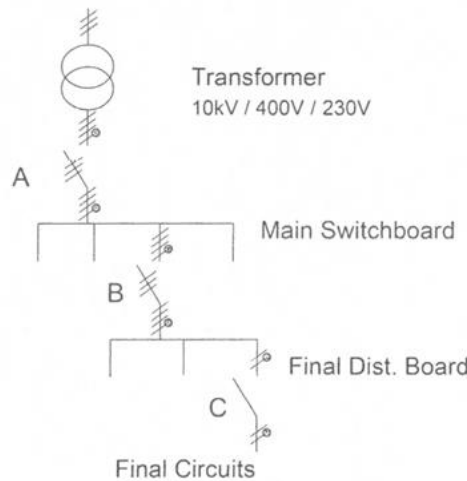 Transformer
10kV / 400V / 230V
A
Main Switchboard
B
Final Dist. Board
C
Final Circuits